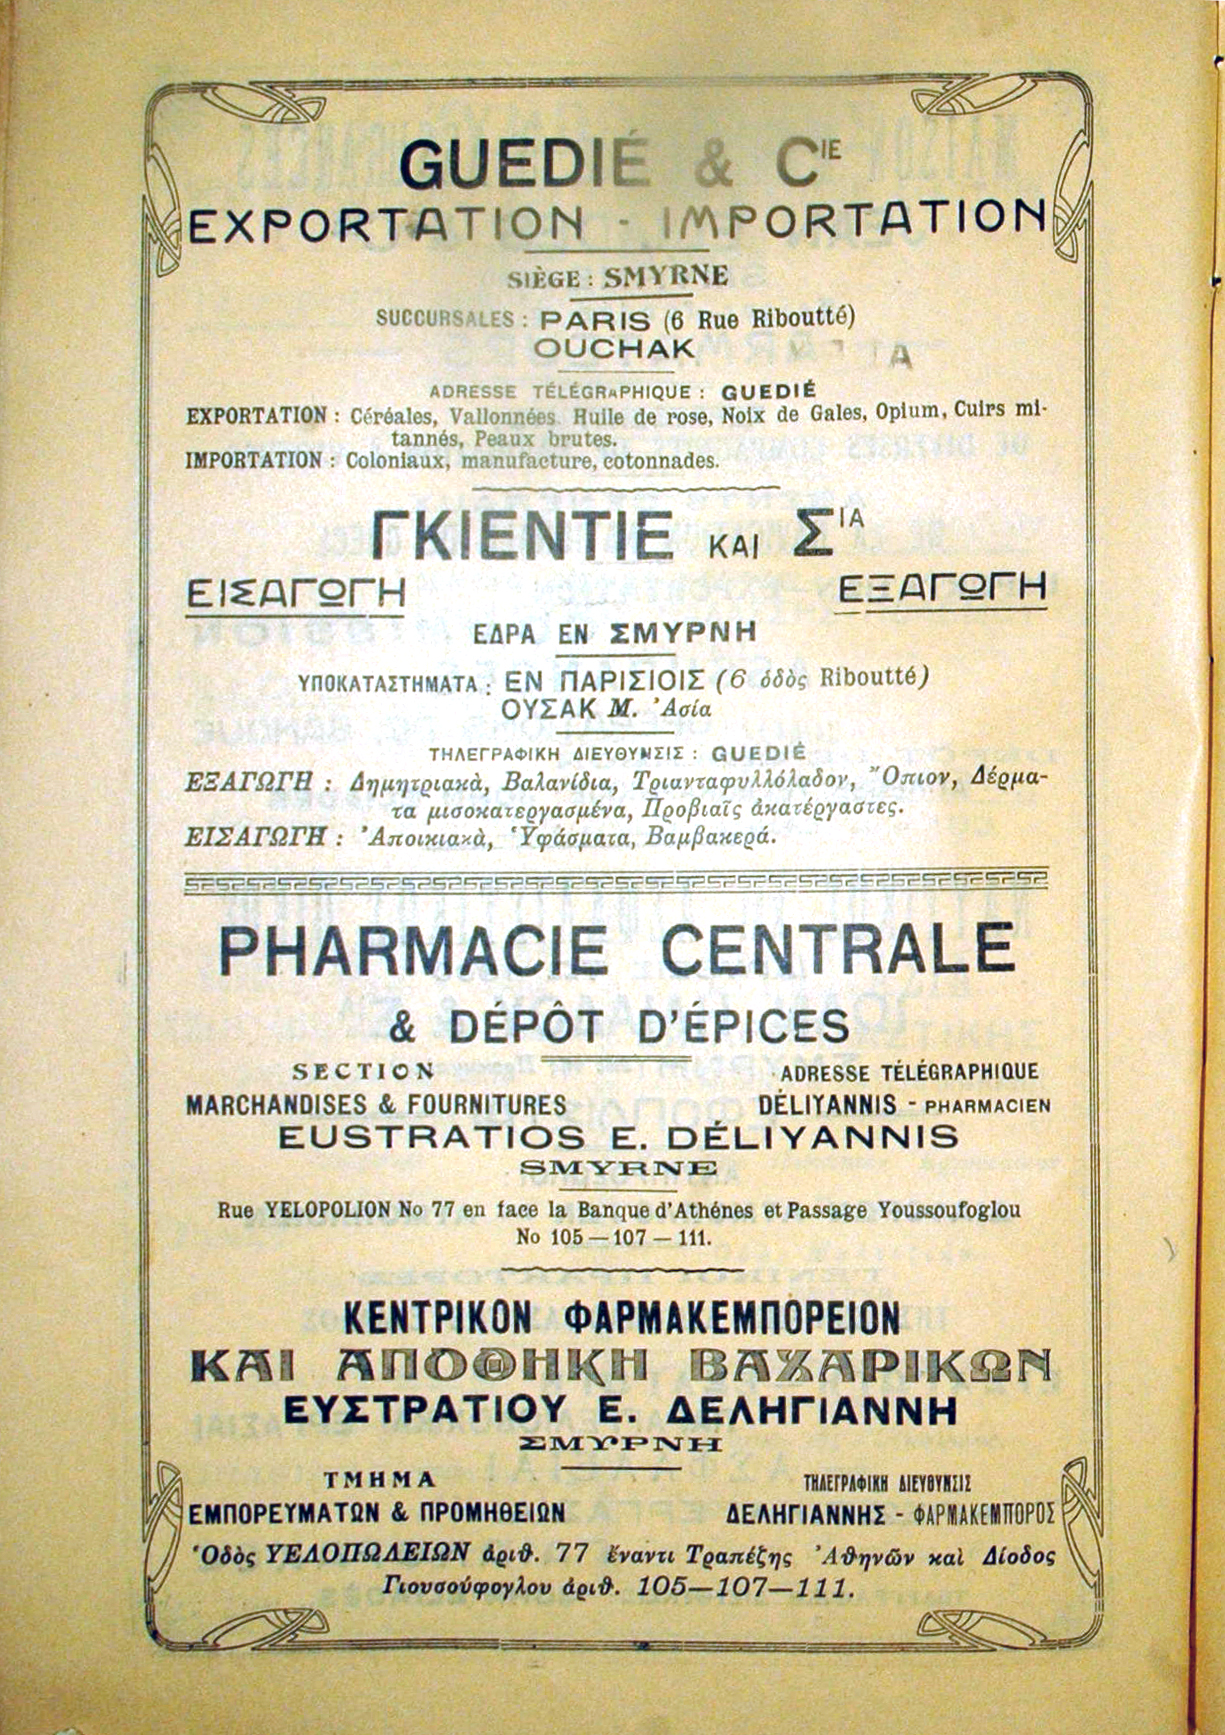 GUEDIÉ & CIE
EXPORTATION - IMPORTATION
SIÈGE : SMYRNE
SUCCURSALES : PARIS (6 Rue Riboutté)
OUCHAK
ADRESSE TÉLÉGRAPHIQUE : GUEDIÉ
EXPORTATION : Céréales, Vallonnées Huile de rose, Noix de Gales, Opium, Cuirs mi-
tannés, Peaux brutes.
IMPORTATION : Coloniaux, manufacture, cotonnades.
ΓΚΙΕΝΤΙΕ ΚΑΙ ΣΙΑ
ΕΙΣΑΓΩΓΗ ΕΞΑΓΩΓΗ
ΕΔΡΑ ΕΝ ΣΜΥΡΝΗ
ΥΠΟΚΑΤΑΣΤΗΜΑΤΑ : ΕΝ ΠΑΡΙΣΙΟΙΣ (6 ὁδὸς Riboutté)
ΟΥΣΑΚ Μ. Ἀσία
ΤΗΛΕΓΡΑΦΙΚΗ ΔΙΕΥΘΥΝΣΙΣ : GUEDIÉ
ΕΞΑΓΩΓΗ : Δημητριακὰ, Βαλανίδια, Τριανταφυλλόλαδον, Ὄπιον, Δέρμα-
τα μισοκατεργασμένα, Προβιαῖς ἀκατέργαστες.
ΕΙΣΑΓΩΓΗ : Ἀποικιακὰ, Ὑφάσματα, Βαμβακερά.
PHARMACIE CENTRALE
& DÉPÔT D'ÉPICES
SECTION ADRESSE TÉLÉGRAPHIQUE
MARCHANDISES & FOURNITURES DÉLIYANNIS - PHARMACIEN
EUSTRATIOS E. DÉLIYANNIS
SMYRNE
Rue YELOPOLION No 77 en face la Banque d'Athénes et Passage Youssoufoglou
No 105 — 107 — 111.
ΚΕΝΤΡΙΚΟΝ ΦΑΡΜΑΚΕΜΠΟΡΕΙΟΝ
ΚΑΙ ΑΠΟΘΗΚΗ ΒΑΧΑΡΙΚΩΝ
ΕΥΣΤΡΑΤΙΟΥ Ε. ΔΕΛΗΓΙΑΝΝΗ
ΣΜΥΡΝΗ
ΤΜΗΜΑ ΤΗΛΕΓΡΑΦΙΚΗ ΔΙΕΥΘΥΝΣΙΣ
ΕΜΠΟΡΕΥΜΑΤΩΝ & ΠΡΟΜΗΘΕΙΩΝ ΔΕΛΗΓΙΑΝΝΗΣ - ΦΑΡΜΑΚΕΜΠΟΡΟΣ
Ὁδὸς ΥΕΛΟΠΩΛΕΙΩΝ ἀριθ. 77 ἔναντι Τραπέζης Ἀθηνῶν καὶ Δίοδος
Γιουσούφογλου ἀριθ. 105—107—111.